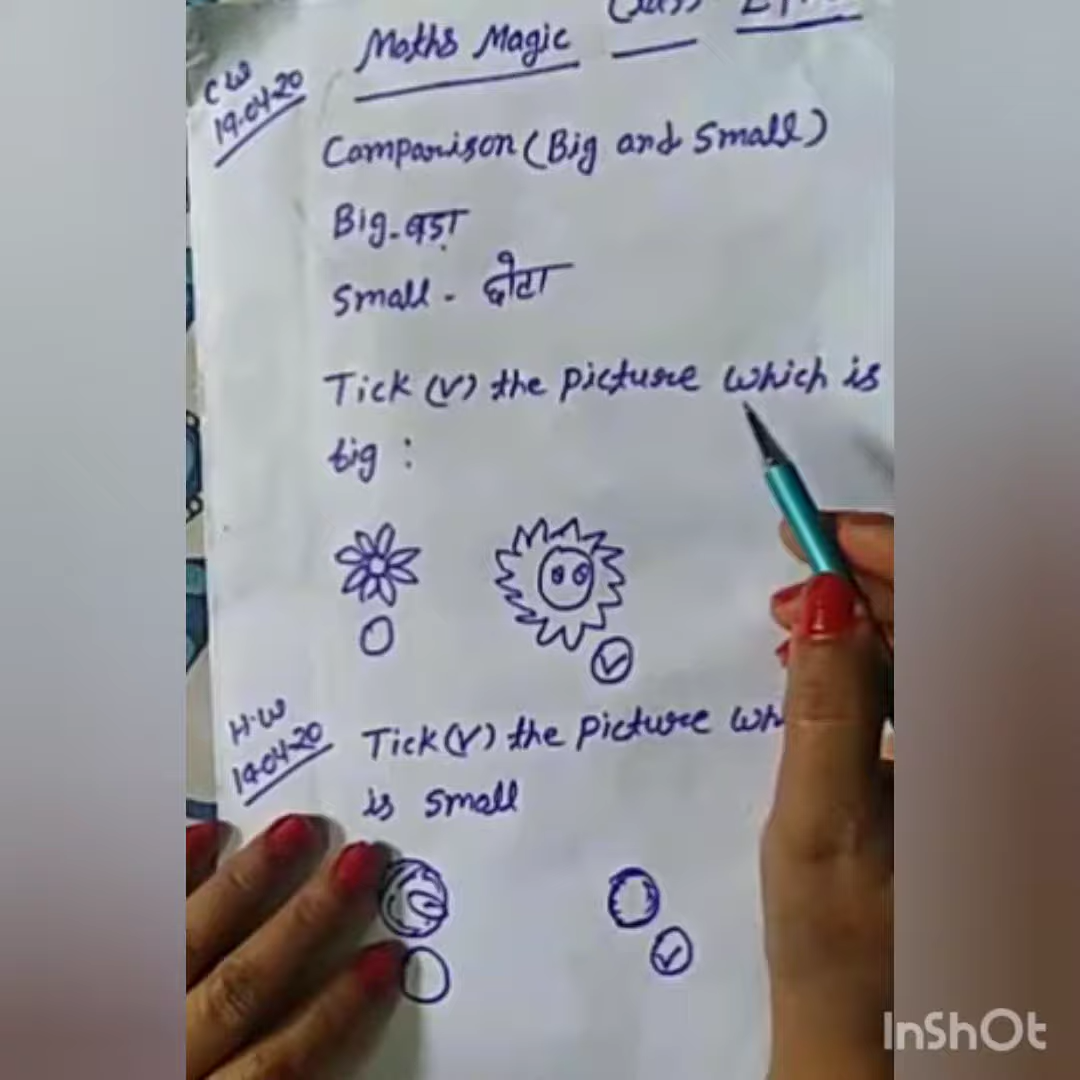 Maths Magic Class
C W
19-04-20
Comparison (Big and Small)
Big - बड़ा
Small - छोटा
Tick (✓) the picture which is
big :
H.W
19-04-20
Tick (✓) the picture wh
is small
InShOt